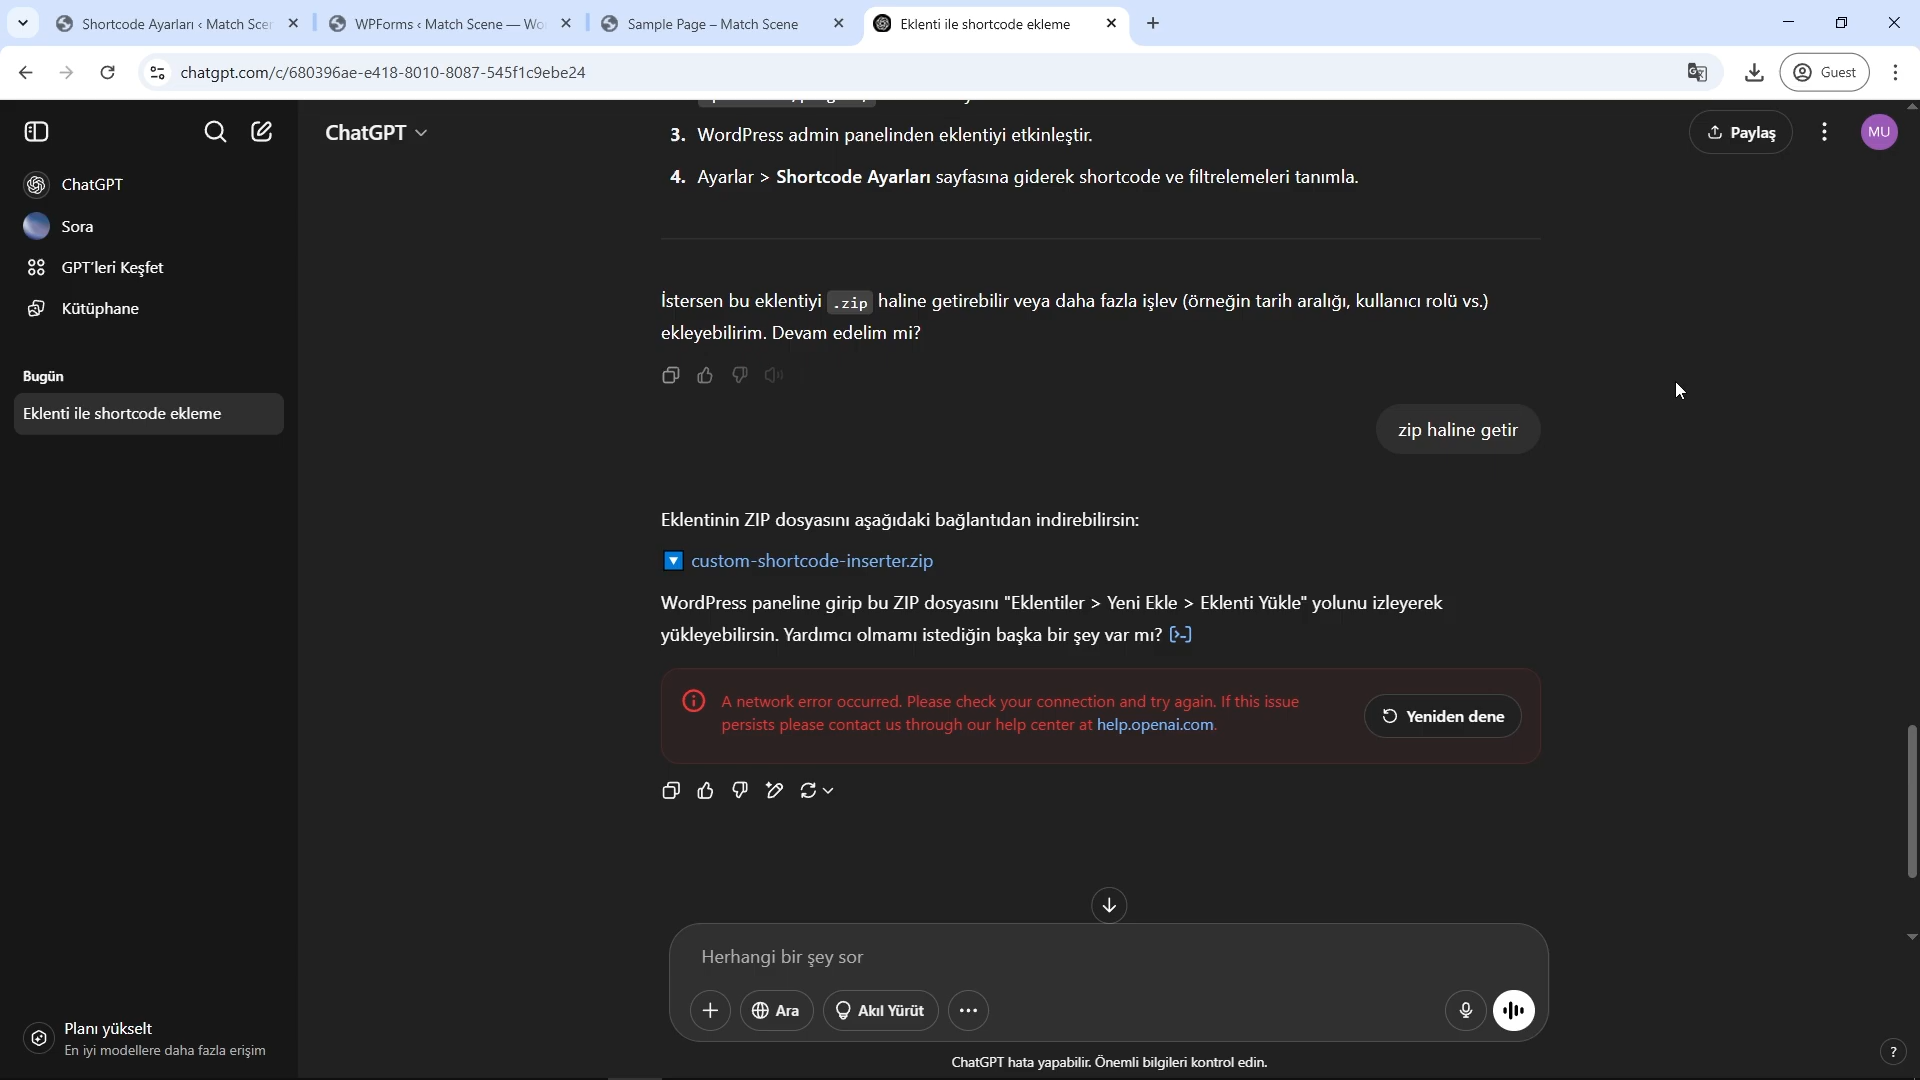 Shortcode Ayarları ‹ Match Scen
WPForms ‹ Match Scene — Wo
Sample Page – Match Scene
Eklenti ile shortcode ekleme
chatgpt.com/c/680396ae-e418-8010-8087-545f1c9ebe24
Guest
ChatGPT
Paylaş
MU
ChatGPT
Sora
GPT'leri Keşfet
Kütüphane
Bugün
Eklenti ile shortcode ekleme
3. WordPress admin panelinden eklentiyi etkinleştir.
4. Ayarlar > Shortcode Ayarları sayfasına giderek shortcode ve filtrelemeleri tanımla.
İstersen bu eklentiyi .zip haline getirebilir veya daha fazla işlev (örneğin tarih aralığı, kullanıcı rolü vs.)
ekleyebilirim. Devam edelim mi?
zip haline getir
Eklentinin ZIP dosyasını aşağıdaki bağlantıdan indirebilirsin:
custom-shortcode-inserter.zip
WordPress paneline girip bu ZIP dosyasını "Eklentiler > Yeni Ekle > Eklenti Yükle" yolunu izleyerek
yükleyebilirsin. Yardımcı olmamı istediğin başka bir şey var mı? [>-]
A network error occurred. Please check your connection and try again. If this issue
persists please contact us through our help center at help.openai.com.
Yeniden dene
Herhangi bir şey sor
Ara
Akıl Yürüt
ChatGPT hata yapabilir. Önemli bilgileri kontrol edin.
Planı yükselt
En iyi modellere daha fazla erişim
?